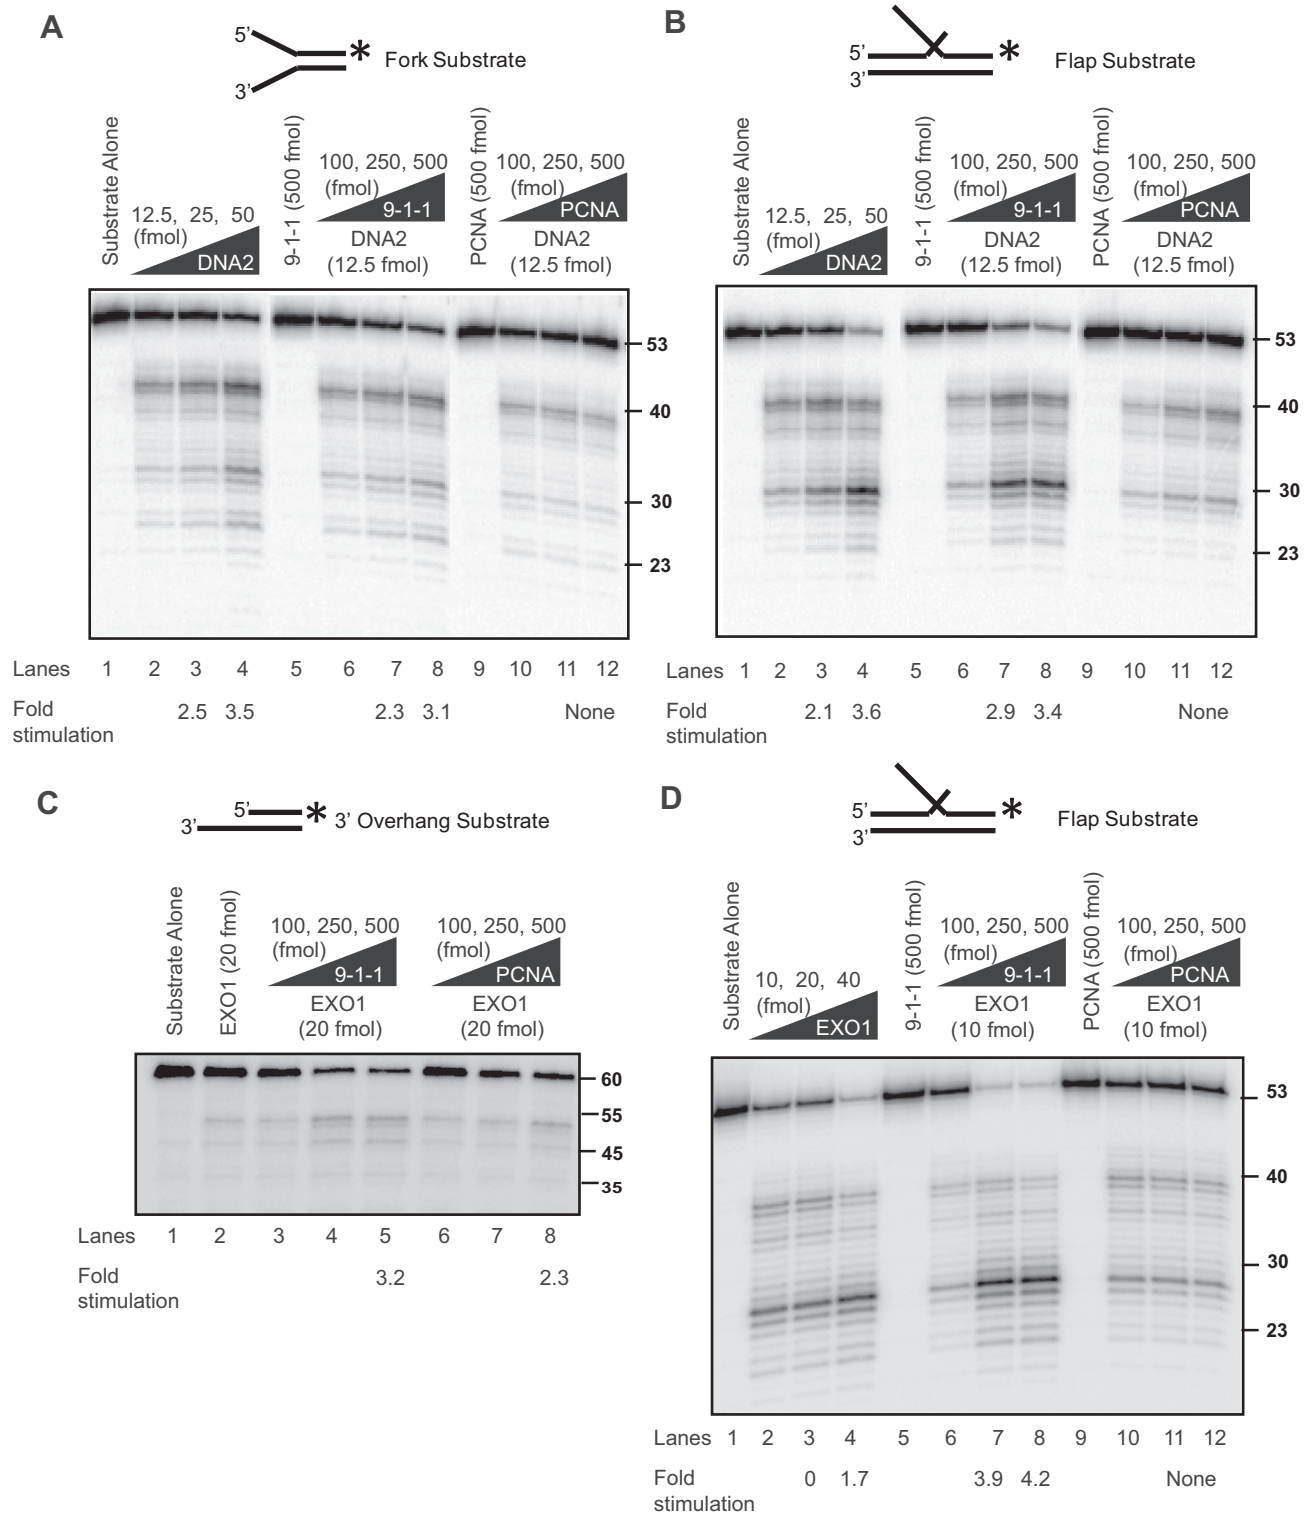 A
5’
3’
*
Fork Substrate
Substrate Alone
12.5, 25, 50
(fmol)
DNA2
9-1-1 (500 fmol)
100, 250, 500
(fmol)
9-1-1
DNA2
(12.5 fmol)
PCNA (500 fmol)
100, 250, 500
(fmol)
PCNA
DNA2
(12.5 fmol)
53
40
30
23
Lanes 1 2 3 4 5 6 7 8 9 10 11 12
Fold 2.5 3.5 2.3 3.1 None
stimulation
B
5’
3’
*
Flap Substrate
Substrate Alone
12.5, 25, 50
(fmol)
DNA2
9-1-1 (500 fmol)
100, 250, 500
(fmol)
9-1-1
DNA2
(12.5 fmol)
PCNA (500 fmol)
100, 250, 500
(fmol)
PCNA
DNA2
(12.5 fmol)
53
40
30
23
Lanes 1 2 3 4 5 6 7 8 9 10 11 12
Fold 2.1 3.6 2.9 3.4 None
stimulation
C
5’
3’
*
3’ Overhang Substrate
Substrate Alone
EXO1 (20 fmol)
100, 250, 500
(fmol)
9-1-1
EXO1
(20 fmol)
100, 250, 500
(fmol)
PCNA
EXO1
(20 fmol)
60
55
45
35
Lanes 1 2 3 4 5 6 7 8
Fold 3.2 2.3
stimulation
D
5’
3’
*
Flap Substrate
Substrate Alone
10, 20, 40
(fmol)
EXO1
9-1-1 (500 fmol)
100, 250, 500
(fmol)
9-1-1
EXO1
(10 fmol)
PCNA (500 fmol)
100, 250, 500
(fmol)
PCNA
EXO1
(10 fmol)
53
40
30
23
Lanes 1 2 3 4 5 6 7 8 9 10 11 12
Fold 0 1.7 3.9 4.2 None
stimulation